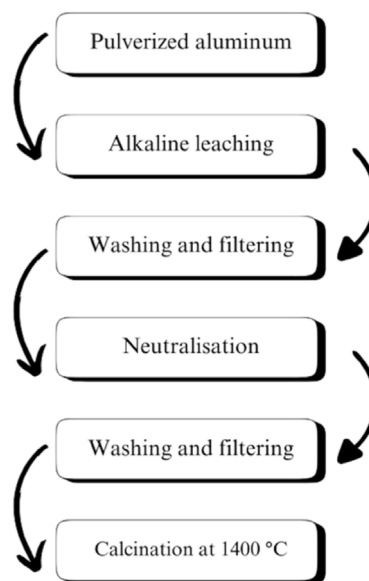 Pulverized aluminum
Alkaline leaching
Washing and filtering
Neutralisation
Washing and filtering
Calcination at 1400 °C